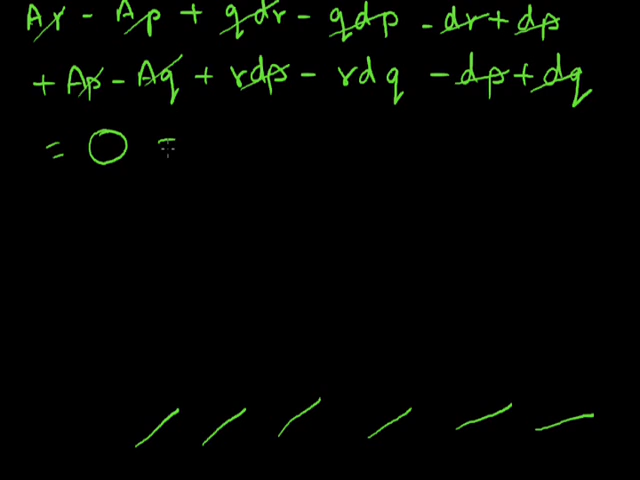 Ar - Ap + qdr - qdp - dr + dp
+ Ap - Aq + rdp - rdq - dp + dq
= 0 =